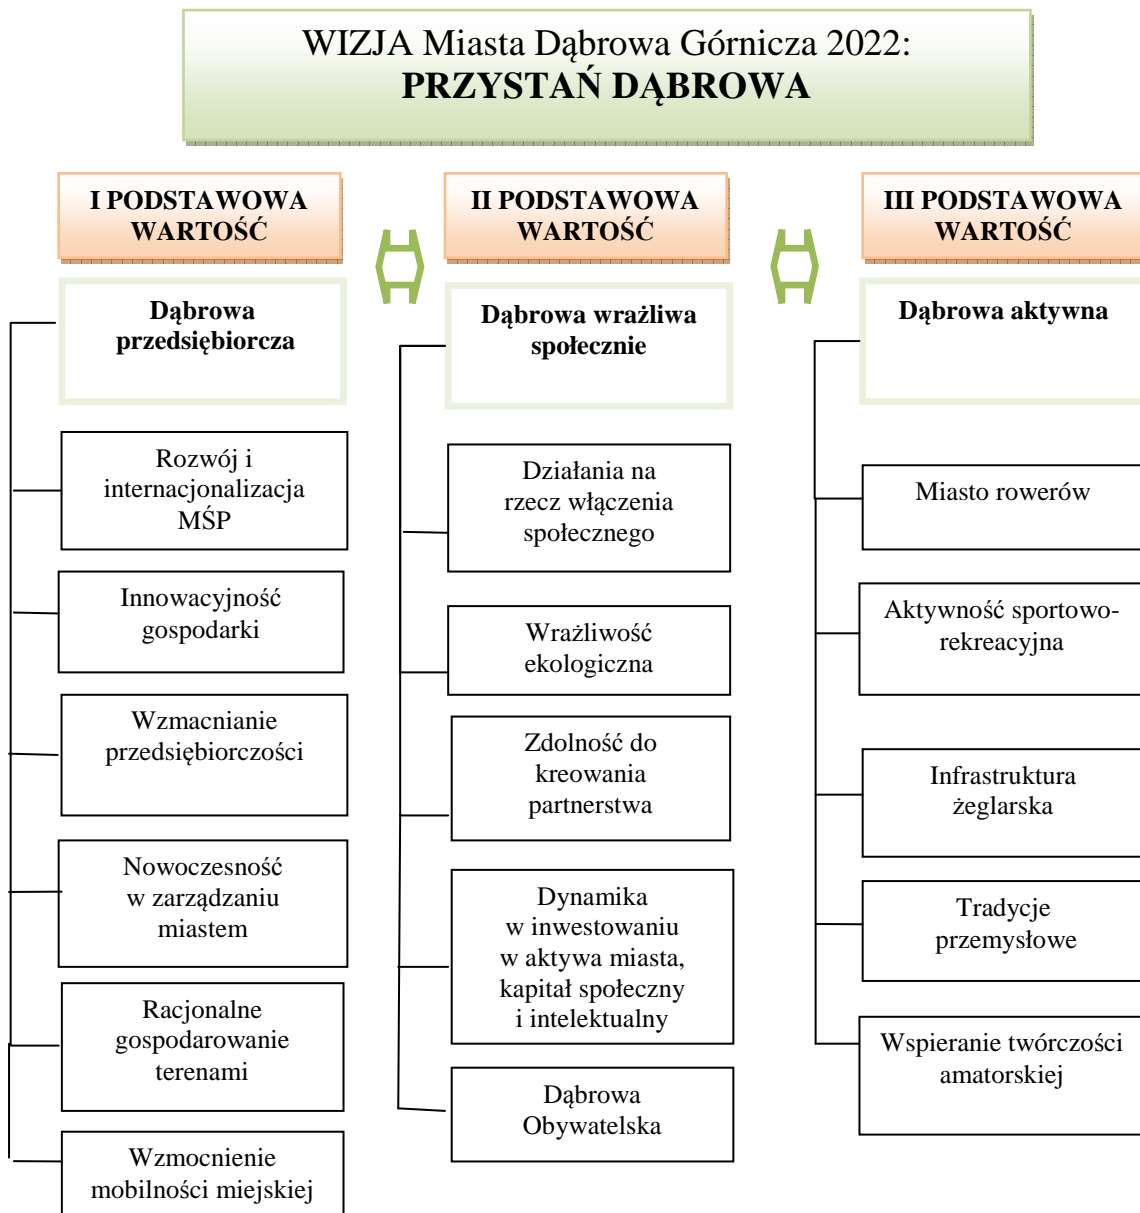 WIZJA Miasta Dąbrowa Górnicza 2022:
PRZYSTAŃ DĄBROWA
I PODSTAWOWA
WARTOŚĆ
Dąbrowa
przedsiębiorcza
Rozwój i
internacjonalizacja
MŚP
Innowacyjność
gospodarki
Wzmacnianie
przedsiębiorczości
Nowoczesność
w zarządzaniu
miastem
Racjonalne
gospodarowanie
terenami
Wzmocnienie
mobilności miejskiej
II PODSTAWOWA
WARTOŚĆ
Dąbrowa wrażliwa
społecznie
Działania na
rzecz włączenia
społecznego
Wrażliwość
ekologiczna
Zdolność do
kreowania
partnerstwa
Dynamika
w inwestowaniu
w aktywa miasta,
kapitał społeczny
i intelektualny
Dąbrowa
Obywatelska
III PODSTAWOWA
WARTOŚĆ
Dąbrowa aktywna
Miasto rowerów
Aktywność sportowo-
rekreacyjna
Infrastruktura
żeglarska
Tradycje
przemysłowe
Wspieranie twórczości
amatorskiej